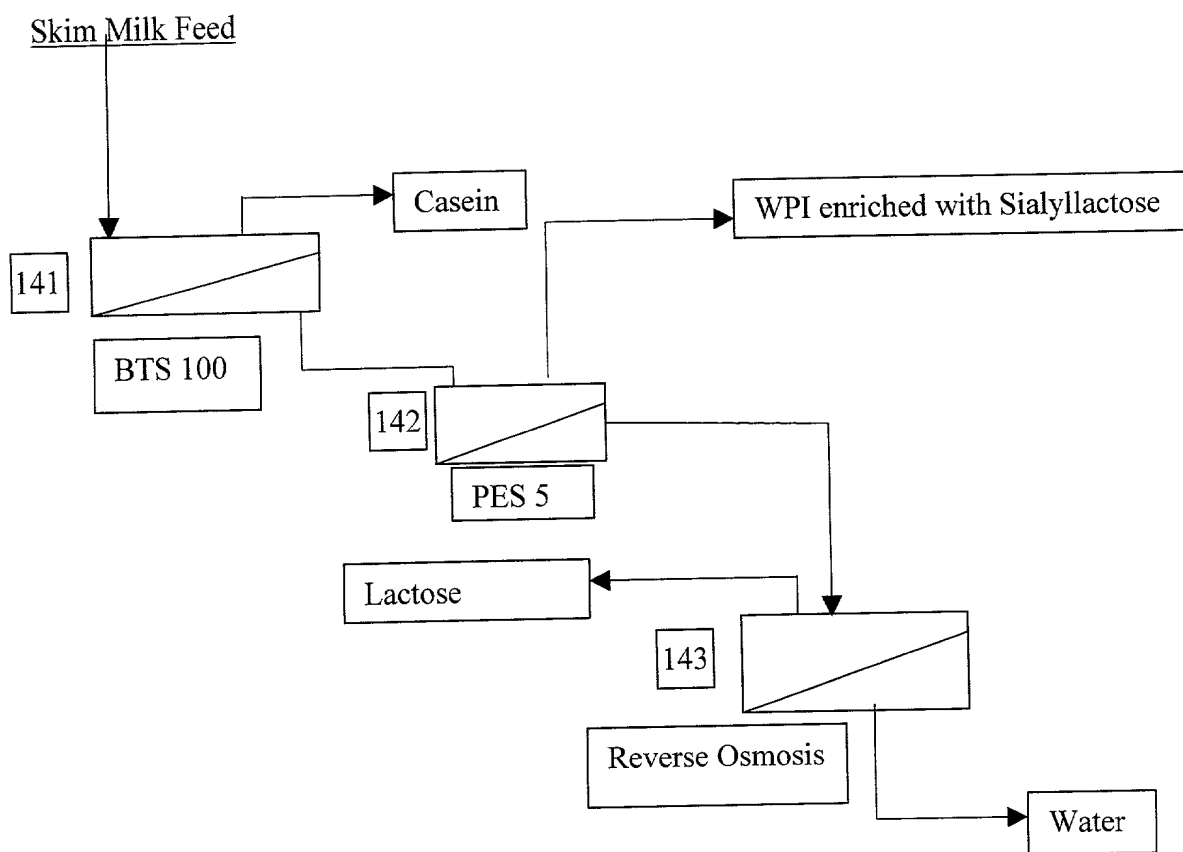 Skim Milk Feed
Casein
WPI enriched with Sialyllactose
141
BTS 100
142
PES 5
Lactose
143
Reverse Osmosis
Water